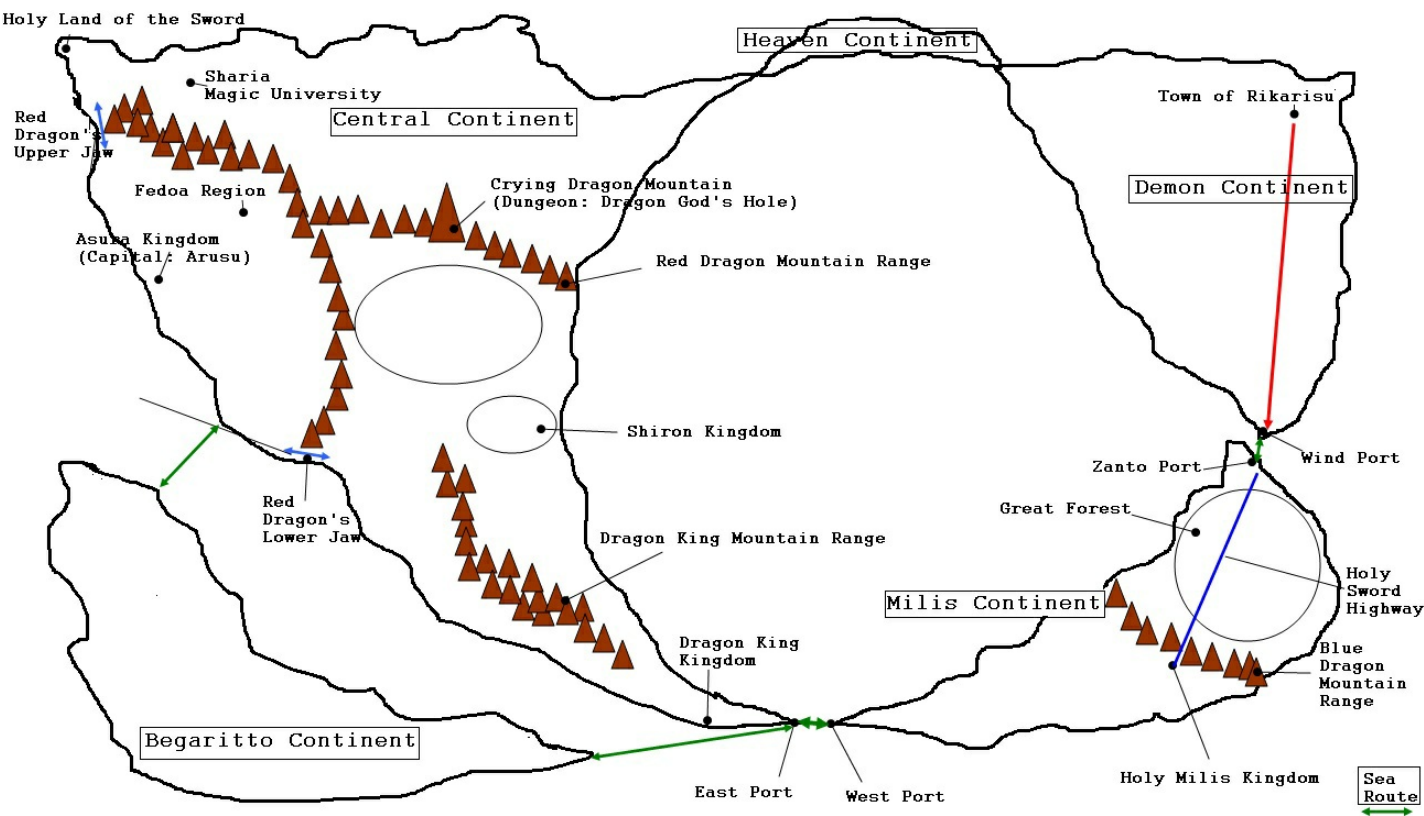 Holy Land of the Sword
Heaven Continent
Sharia
Magic University
Town of Rikarisu
Central Continent
Red
Dragon's
Upper Jaw
Fedoa Region
Crying Dragon Mountain
(Dungeon: Dragon God's Hole)
Demon Continent
Asura Kingdom
(Capital: Arusu)
Red Dragon Mountain Range
Shiron Kingdom
Wind Port
Zanto Port
Red
Dragon's
Lower Jaw
Great Forest
Dragon King Mountain Range
Holy
Sword
Highway
Milis Continent
Dragon King
Kingdom
Blue
Dragon
Mountain
Range
Begaritto Continent
East Port
West Port
Holy Milis Kingdom
Sea
Route